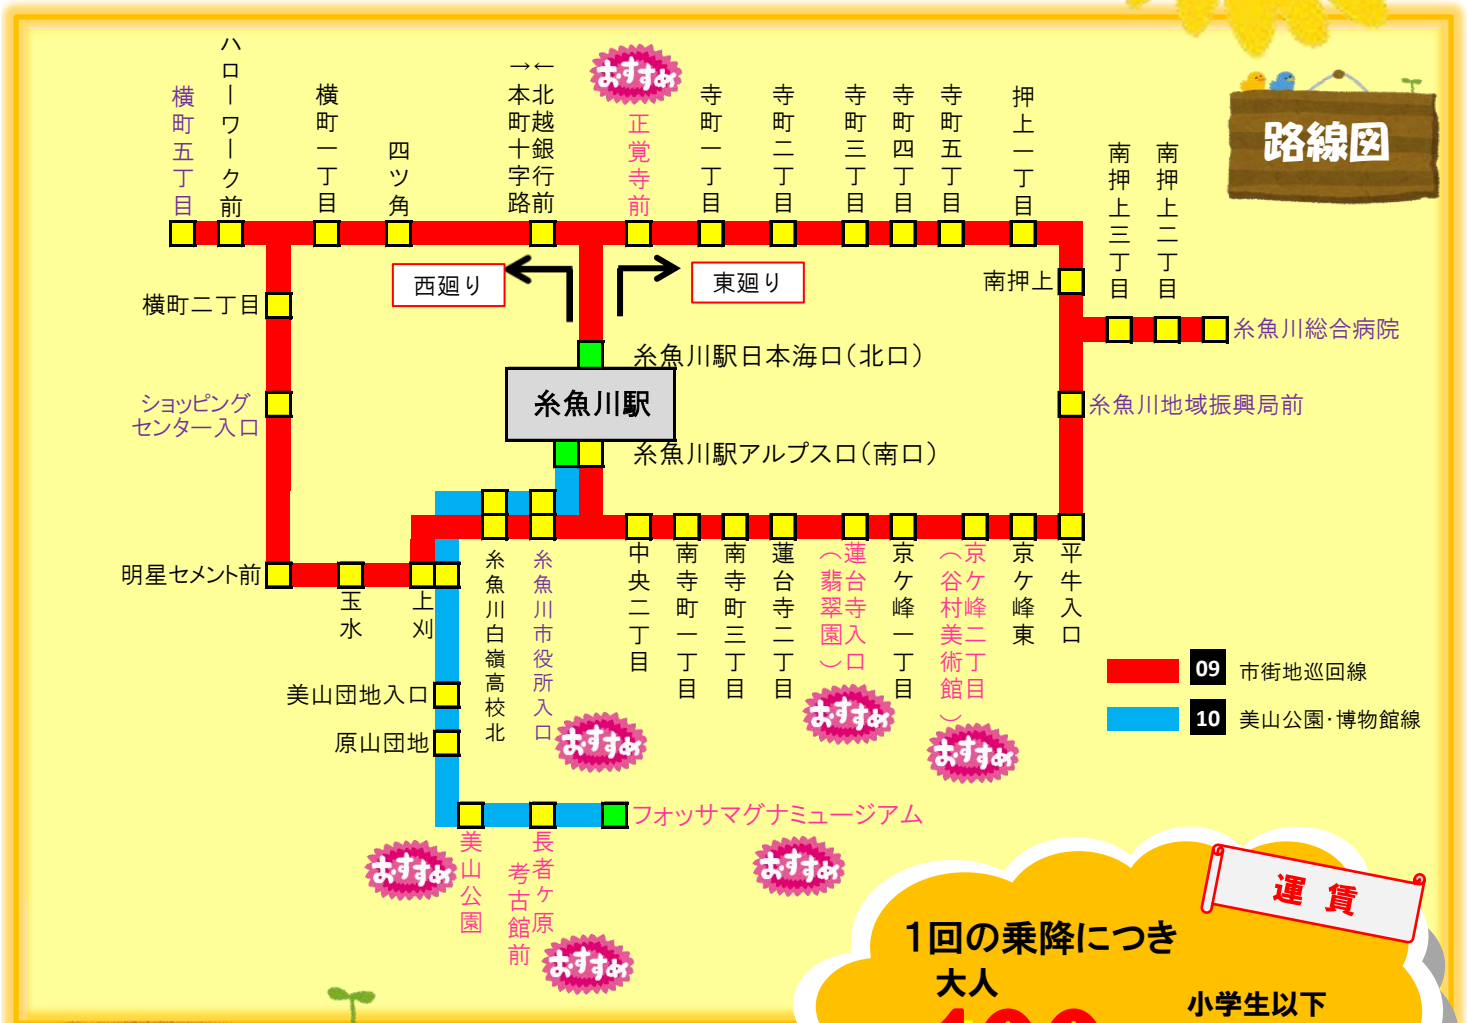 路線図
横町五丁目
ハローワーク前
横町一丁目
四ツ角
→本町十字路
←北越銀行前
おすすめ
正覚寺前
寺町一丁目
寺町二丁目
寺町三丁目
寺町四丁目
寺町五丁目
押上一丁目
南押上三丁目
南押上二丁目
西廻り
東廻り
南押上
横町二丁目
糸魚川総合病院
糸魚川駅日本海口(北口)
糸魚川駅
ショッピング
センター入口
糸魚川地域振興局前
糸魚川駅アルプス口(南口)
明星セメント前
玉水
上刈
糸魚川白嶺高校北
糸魚川市役所入口
中央二丁目
南寺町一丁目
南寺町三丁目
蓮台寺二丁目
蓮台寺入口
(翡翠園)
京ケ峰一丁目
京ケ峰二丁目
(谷村美術館)
京ケ峰東
平牛入口
おすすめ
おすすめ
おすすめ
09 市街地巡回線
10 美山公園・博物館線
美山団地入口
原山団地
フォッサマグナミュージアム
おすすめ
美山公園
長者ケ原
考古館前
おすすめ
おすすめ
運賃
1回の乗降につき
大人
小学生以下